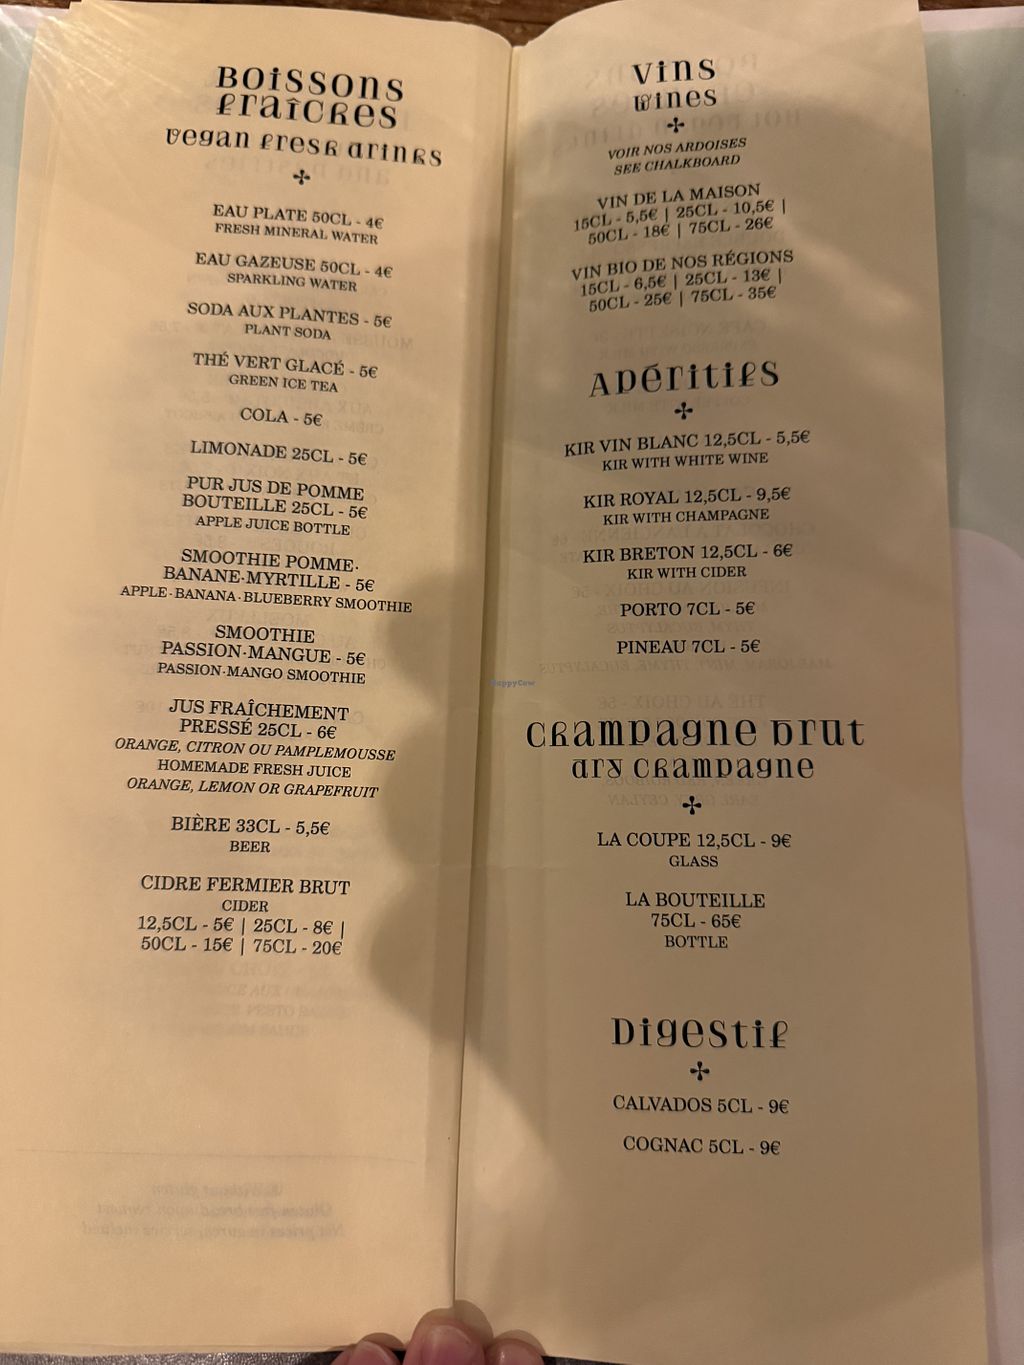 Boissons
fraîches
vegan fresh drinks
EAU PLATE 50CL - 4€
FRESH MINERAL WATER
EAU GAZEUSE 50CL - 4€
SPARKLING WATER
SODA AUX PLANTES - 5€
PLANT SODA
THÉ VERT GLACÉ - 5€
GREEN ICE TEA
COLA - 5€
LIMONADE 25CL - 5€
PUR JUS DE POMME
BOUTEILLE 25CL - 5€
APPLE JUICE BOTTLE
SMOOTHIE POMME·
BANANE·MYRTILLE - 5€
APPLE·BANANA·BLUEBERRY SMOOTHIE
SMOOTHIE
PASSION·MANGUE - 5€
PASSION·MANGO SMOOTHIE
JUS FRAÎCHEMENT
PRESSÉ 25CL - 6€
ORANGE, CITRON OU PAMPLEMOUSSE
HOMEMADE FRESH JUICE
ORANGE, LEMON OR GRAPEFRUIT
BIÈRE 33CL - 5,5€
BEER
CIDRE FERMIER BRUT
CIDER
12,5CL - 5€ | 25CL - 8€ |
50CL - 15€ | 75CL - 20€
Vins
wines
VOIR NOS ARDOISES
SEE CHALKBOARD
VIN DE LA MAISON
15CL - 5,5€ | 25CL - 10,5€ |
50CL - 18€ | 75CL - 26€
VIN BIO DE NOS RÉGIONS
15CL - 6,5€ | 25CL - 13€ |
50CL - 25€ | 75CL - 35€
Apéritifs
KIR VIN BLANC 12,5CL - 5,5€
KIR WITH WHITE WINE
KIR ROYAL 12,5CL - 9,5€
KIR WITH CHAMPAGNE
KIR BRETON 12,5CL - 6€
KIR WITH CIDER
PORTO 7CL - 5€
PINEAU 7CL - 5€
HappyCow
Champagne brut
dry champagne
LA COUPE 12,5CL - 9€
GLASS
LA BOUTEILLE
75CL - 65€
BOTTLE
Digestif
CALVADOS 5CL - 9€
COGNAC 5CL - 9€